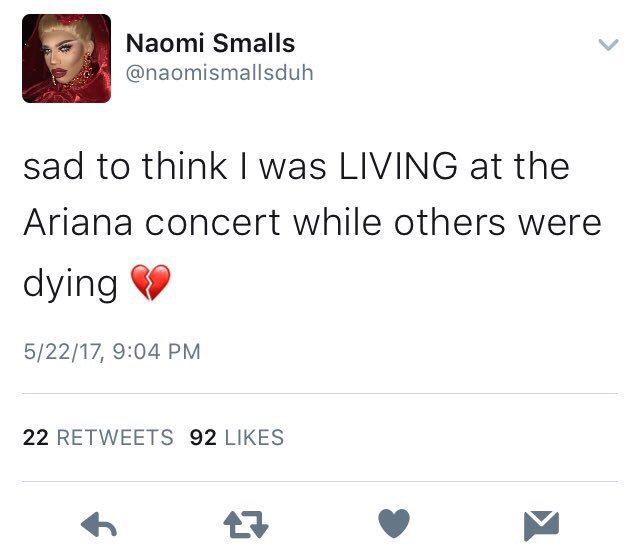 Naomi Smalls
@naomismallsduh
sad to think I was LIVING at the
Ariana concert while others were
dying 💔
5/22/17, 9:04 PM
22 RETWEETS 92 LIKES